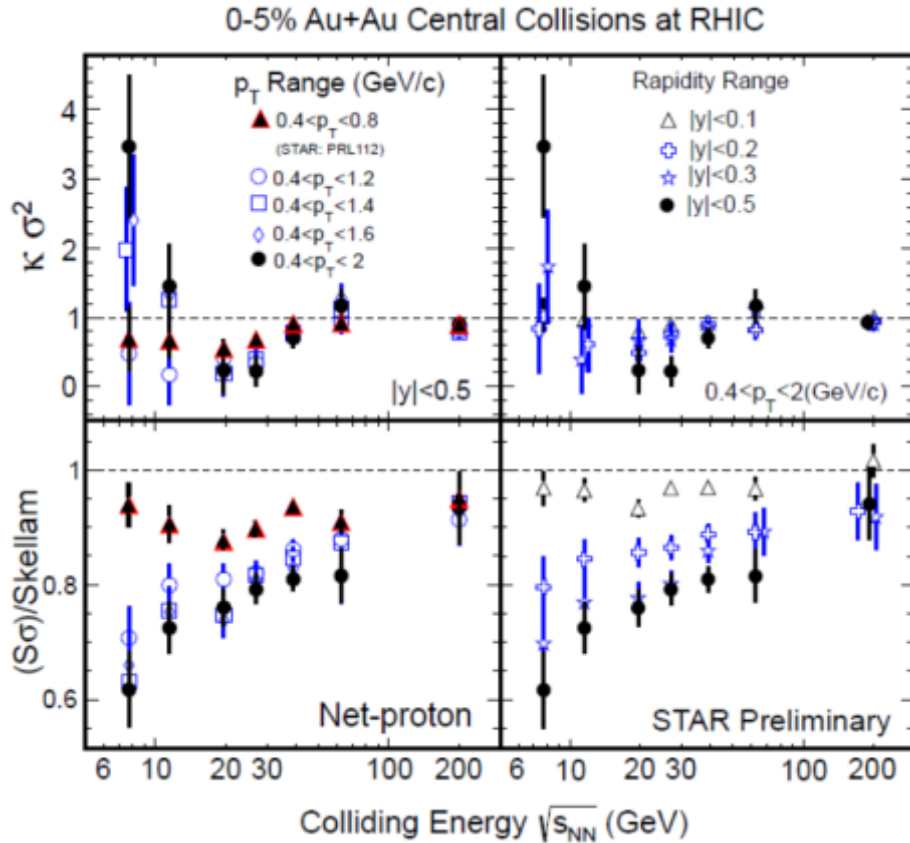 0-5% Au+Au Central Collisions at RHIC
p_T Range (GeV/c)
0.4<p_T<0.8
(STAR: PRL112)
0.4<p_T<1.2
0.4<p_T<1.4
0.4<p_T<1.6
0.4<p_T<2
|y|<0.5
Rapidity Range
|y|<0.1
|y|<0.2
|y|<0.3
|y|<0.5
0.4<p_T<2(GeV/c)
κ σ²
4
3
2
1
0
(Sσ)/Skellam
1
0.8
0.6
Net-proton
STAR Preliminary
6 10 20 30 100 200
6 10 20 30 100 200
Colliding Energy √s_NN (GeV)